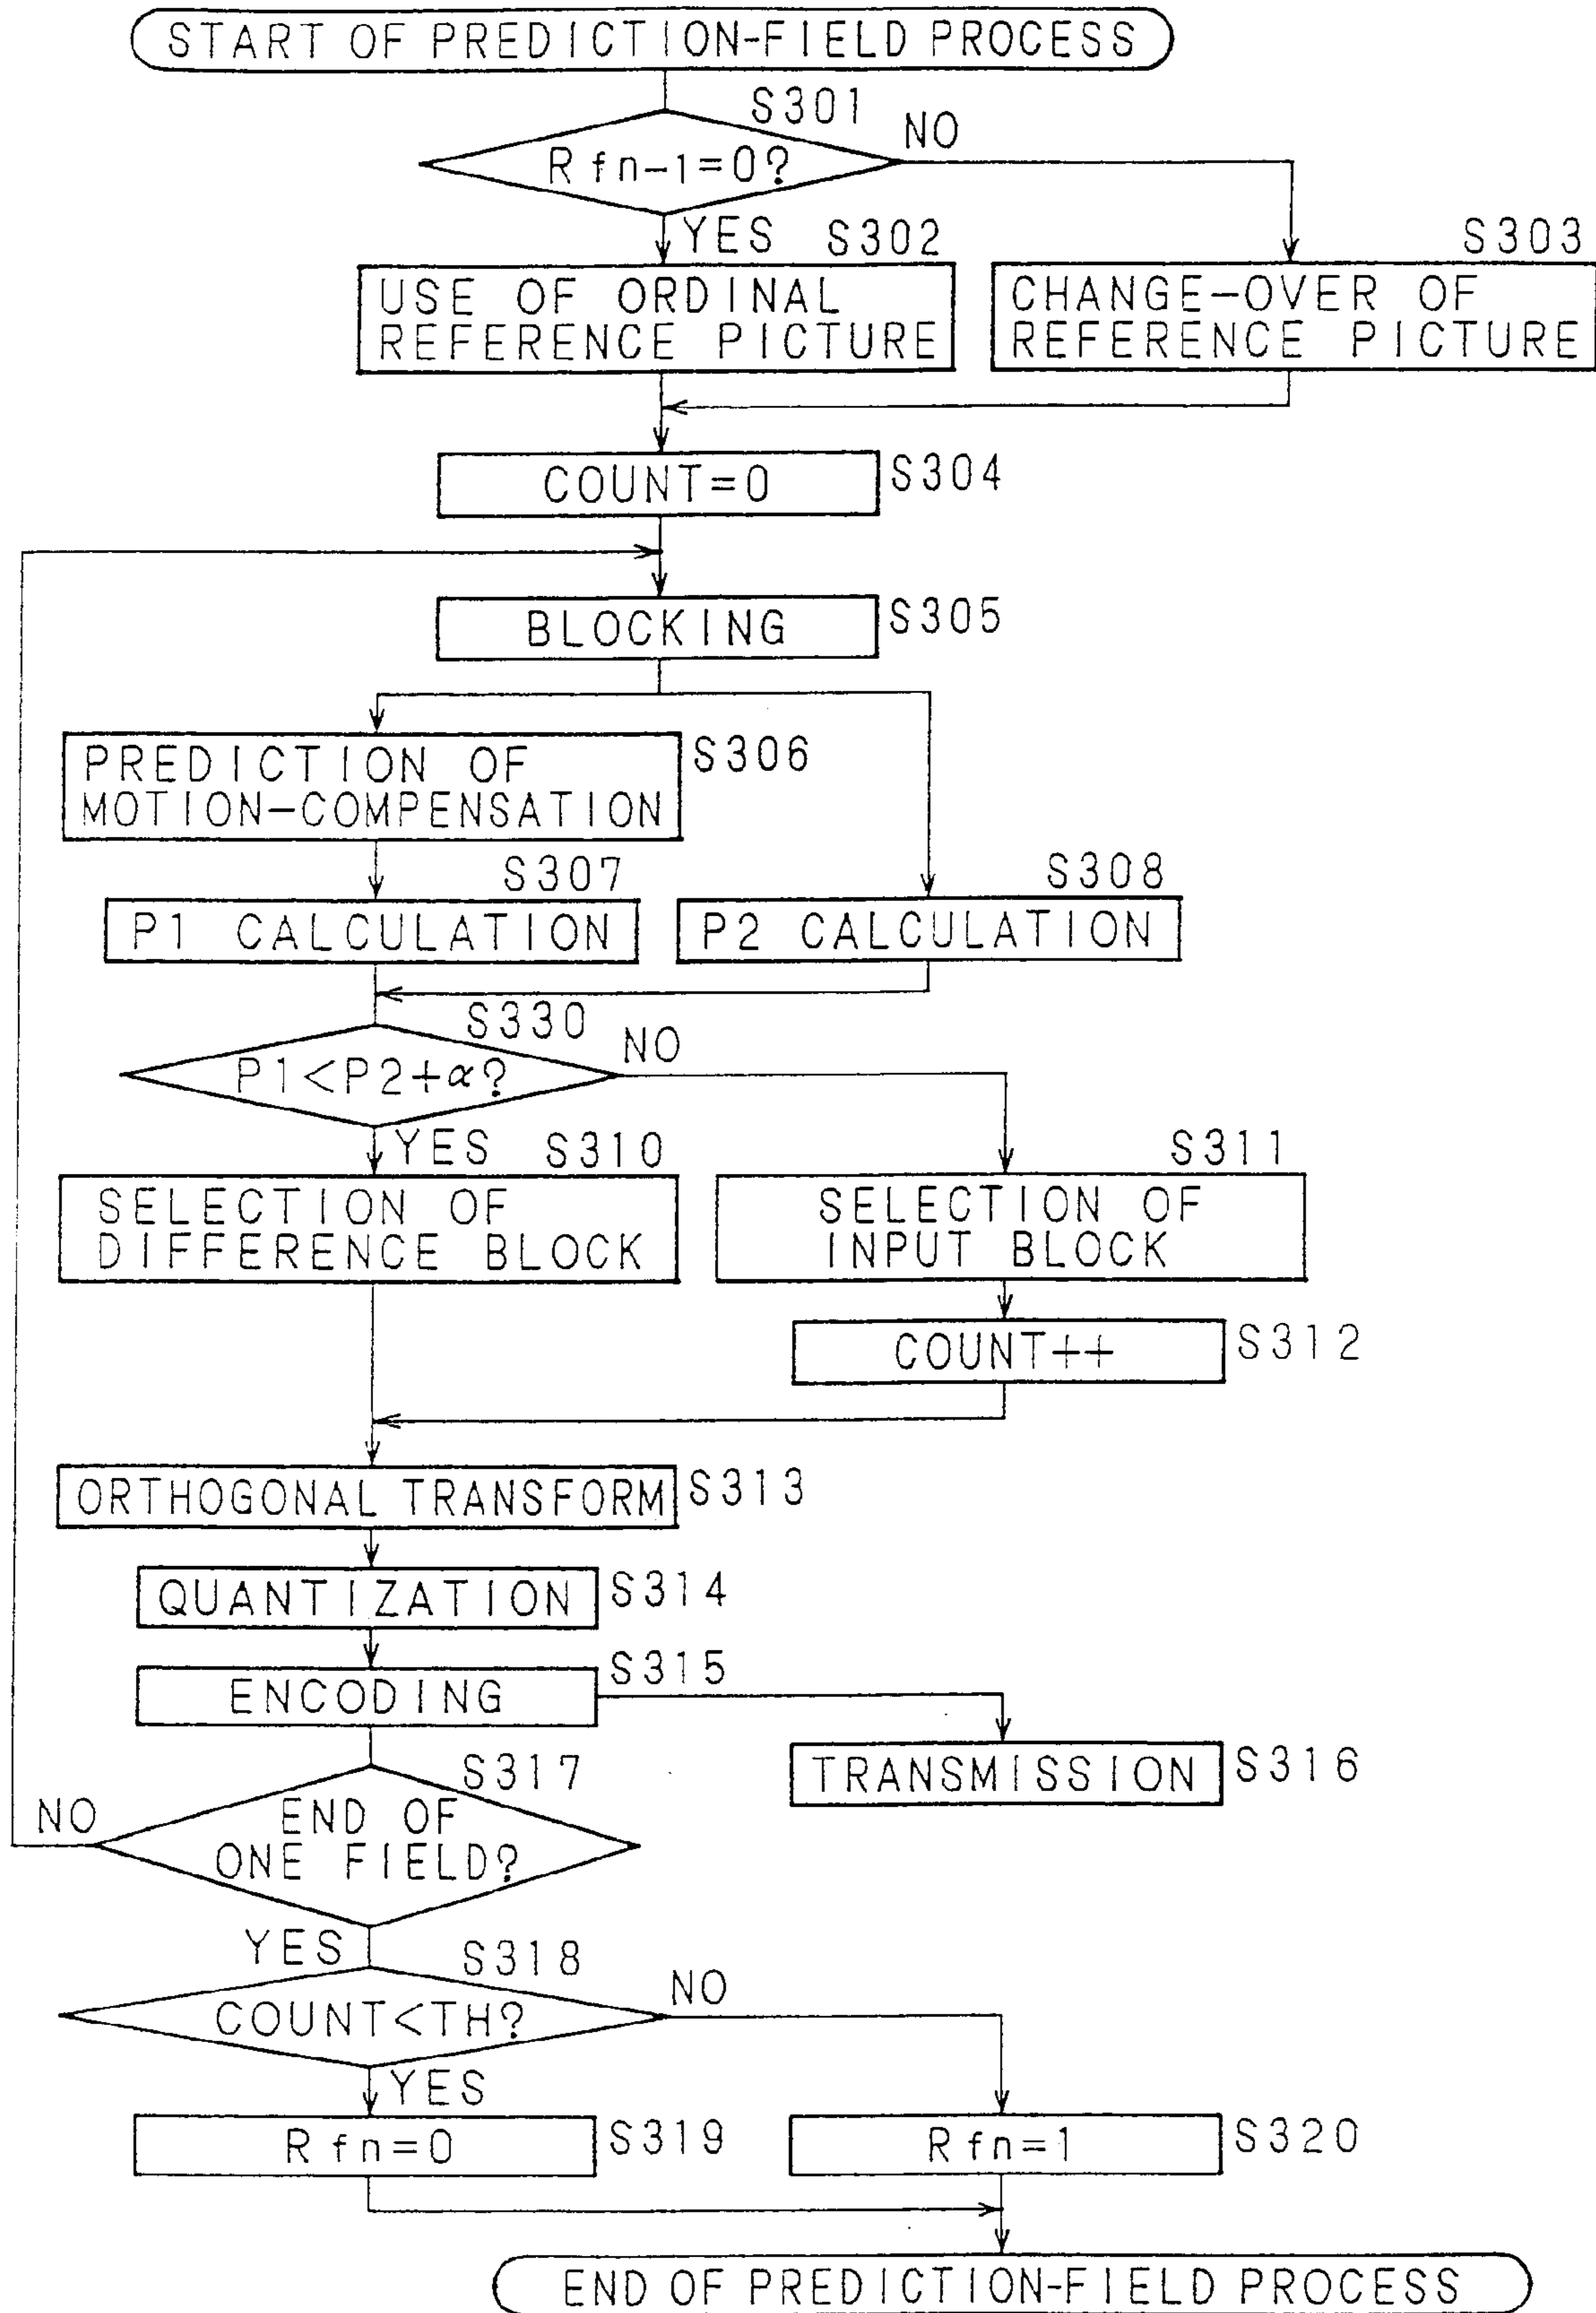 START OF PREDICTION-FIELD PROCESS
S301
Rfn-1=0?
NO
YES
S302
S303
USE OF ORDINAL
REFERENCE PICTURE
CHANGE-OVER OF
REFERENCE PICTURE
COUNT=0
S304
BLOCKING
S305
PREDICTION OF
MOTION-COMPENSATION
S306
S307
S308
P1 CALCULATION
P2 CALCULATION
S330
P1<P2+α?
NO
YES
S310
S311
SELECTION OF
DIFFERENCE BLOCK
SELECTION OF
INPUT BLOCK
COUNT++
S312
ORTHOGONAL TRANSFORM
S313
QUANTIZATION
S314
ENCODING
S315
TRANSMISSION
S316
S317
NO
END OF
ONE FIELD?
YES
S318
COUNT<TH?
NO
YES
Rfn=0
S319
Rfn=1
S320
END OF PREDICTION-FIELD PROCESS